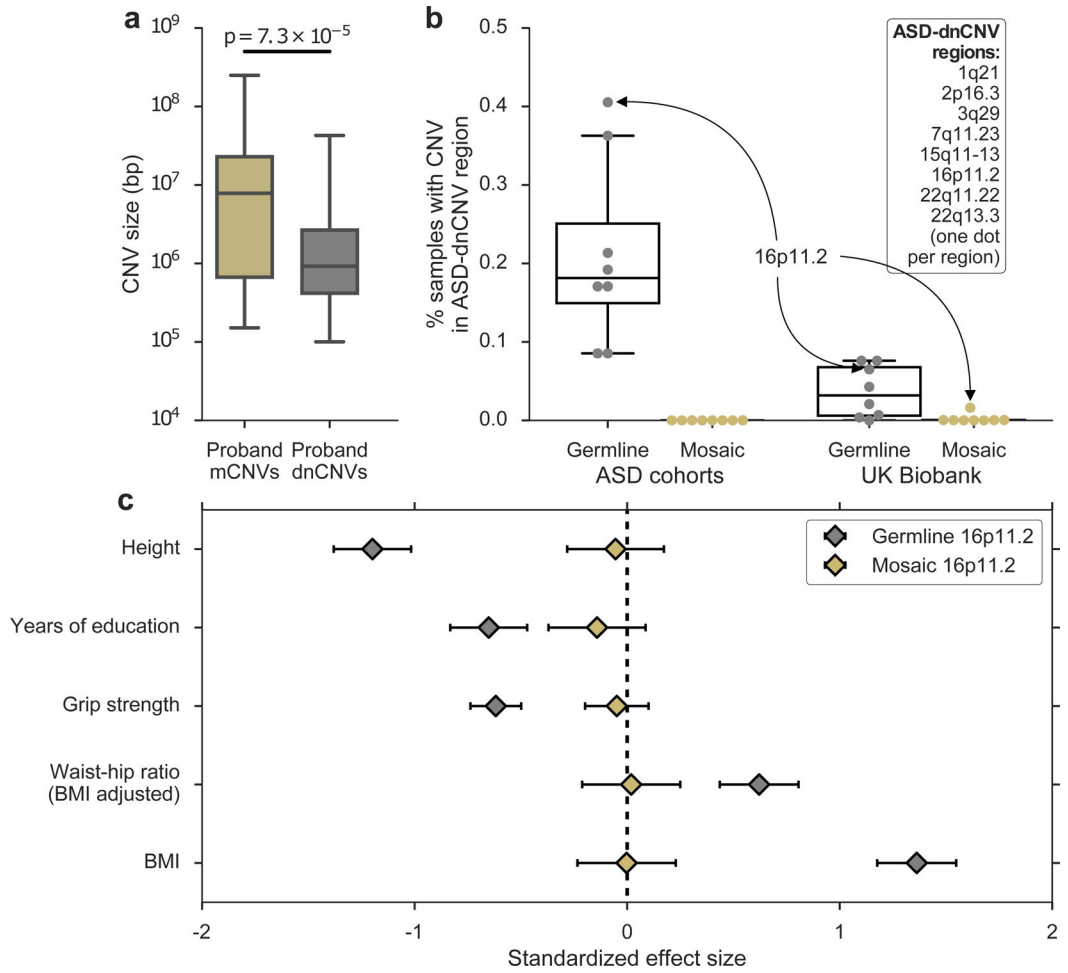 a
p = 7.3 × 10⁻⁵
10⁹
10⁸
10⁷
10⁶
10⁵
10⁴
CNV size (bp)
Proband
mCNVs
Proband
dnCNVs
b
% samples with CNV
in ASD-dnCNV region
0.4
0.3
0.2
0.1
0.0
16p11.2
ASD-dnCNV
regions:
1q21
2p16.3
3q29
7q11.23
15q11-13
16p11.2
22q11.22
22q13.3
(one dot
per region)
Germline
Mosaic
ASD cohorts
Germline
Mosaic
UK Biobank
c
Germline 16p11.2
Mosaic 16p11.2
Height
Years of education
Grip strength
Waist-hip ratio
(BMI adjusted)
BMI
-2
-1
0
1
2
Standardized effect size